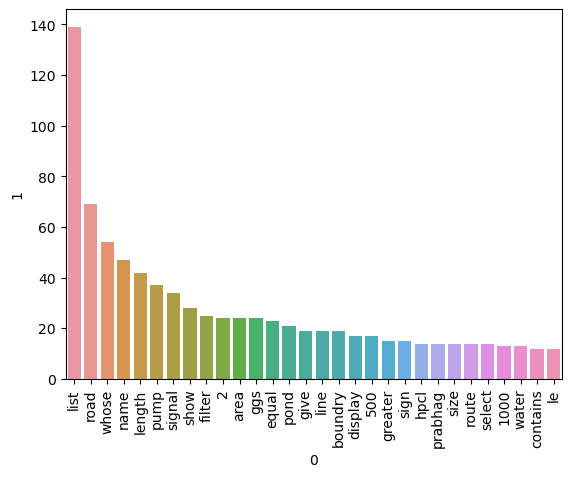 140
120
100
80
60
40
20
0
1
list
road
whose
name
length
pump
signal
show
filter
2
area
ggs
equal
pond
give
line
boundry
display
500
greater
sign
hpcl
prabhag
size
route
select
1000
water
contains
le
0